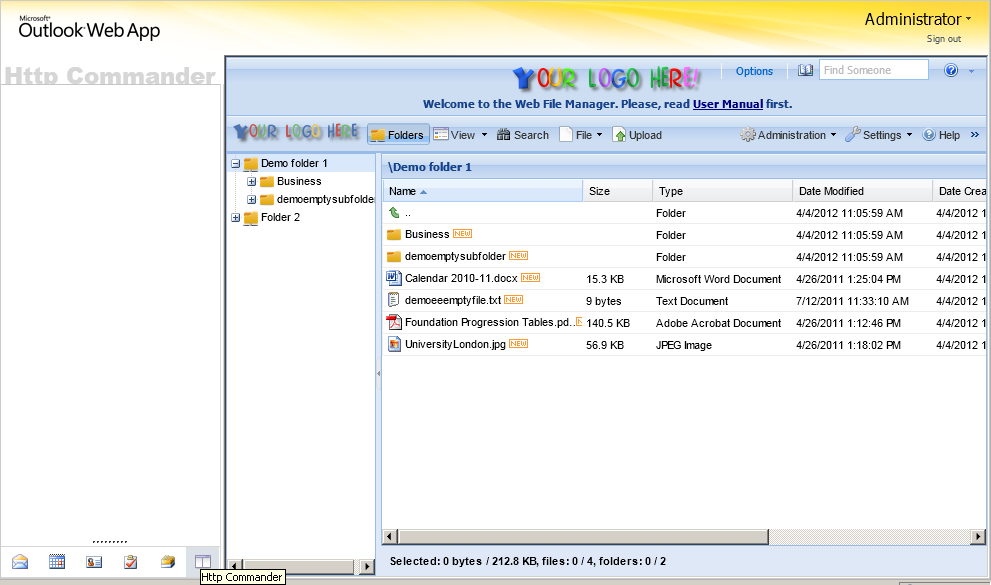 Microsoft®
Outlook Web App
Administrator
Sign out
Http Commander
YOUR LOGO HERE!
Options
Find Someone
Welcome to the Web File Manager. Please, read User Manual first.
YOUR LOGO HERE
Folders
View
Search
File
Upload
Administration
Settings
Help
»
Demo folder 1
Business
demoemptysubfolder
Folder 2
\Demo folder 1
Name Size Type Date Modified Date Crea
.. Folder 4/4/2012 11:05:59 AM 4/4/2012 1
Business NEW Folder 4/4/2012 11:05:59 AM 4/4/2012 1
demoemptysubfolder NEW Folder 4/4/2012 11:05:59 AM 4/4/2012 1
Calendar 2010-11.docx NEW 15.3 KB Microsoft Word Document 4/26/2011 1:25:04 PM 4/4/2012 1
demoeeemptyfile.txt NEW 9 bytes Text Document 7/12/2011 11:33:10 AM 4/4/2012 1
Foundation Progression Tables.pd.. 140.5 KB Adobe Acrobat Document 4/26/2011 1:12:46 PM 4/4/2012 1
UniversityLondon.jpg NEW 56.9 KB JPEG Image 4/26/2011 1:18:02 PM 4/4/2012 1
Selected: 0 bytes / 212.8 KB, files: 0 / 4, folders: 0 / 2
Http Commander